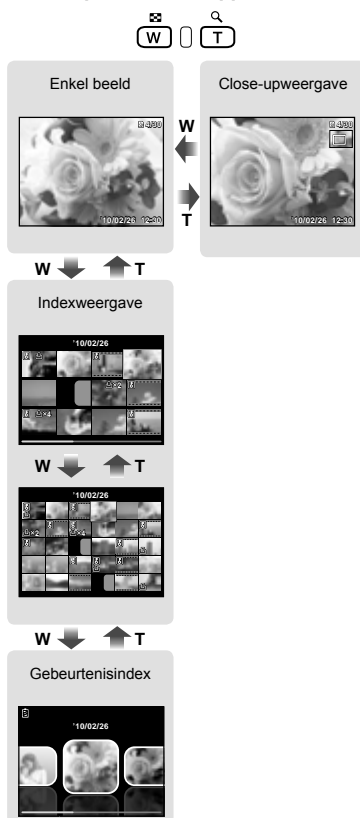 W T
Enkel beeld
Close-upweergave
4/30
'10/02/26 12:30
W
T
4/30
'10/02/26 12:30
W T
Indexweergave
'10/02/26
×2
×4
W T
'10/02/26
×2 ×4
W T
Gebeurtenisindex
'10/02/26